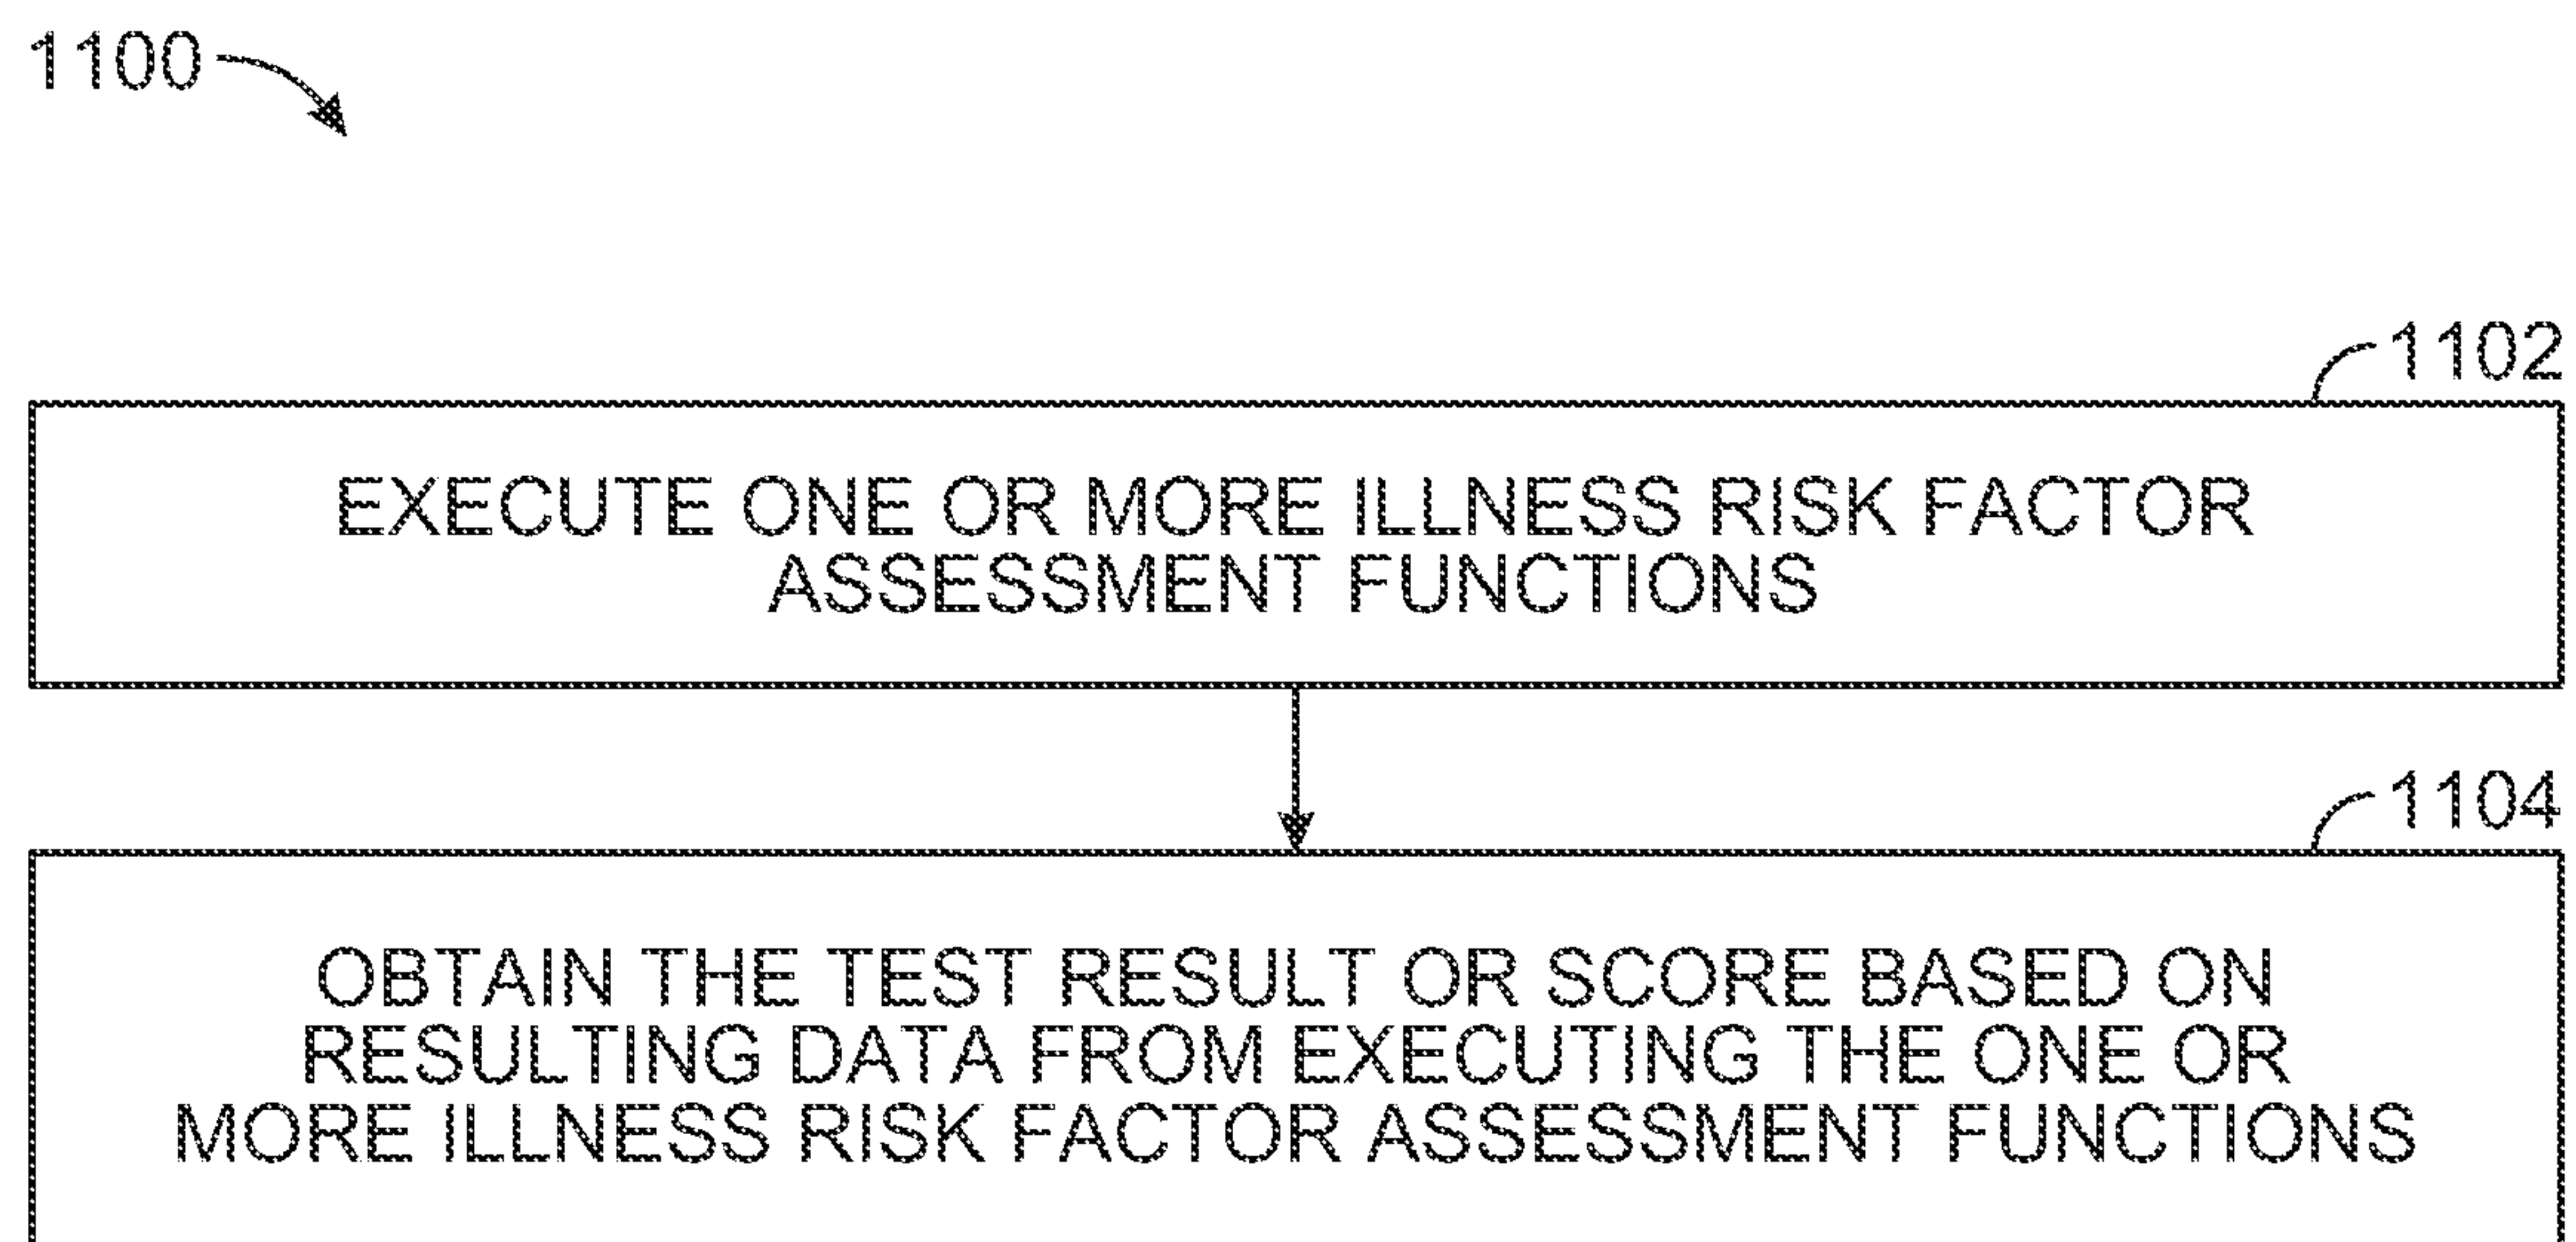 1100
1102
EXECUTE ONE OR MORE ILLNESS RISK FACTOR
ASSESSMENT FUNCTIONS
1104
OBTAIN THE TEST RESULT OR SCORE BASED ON
RESULTING DATA FROM EXECUTING THE ONE OR
MORE ILLNESS RISK FACTOR ASSESSMENT FUNCTIONS